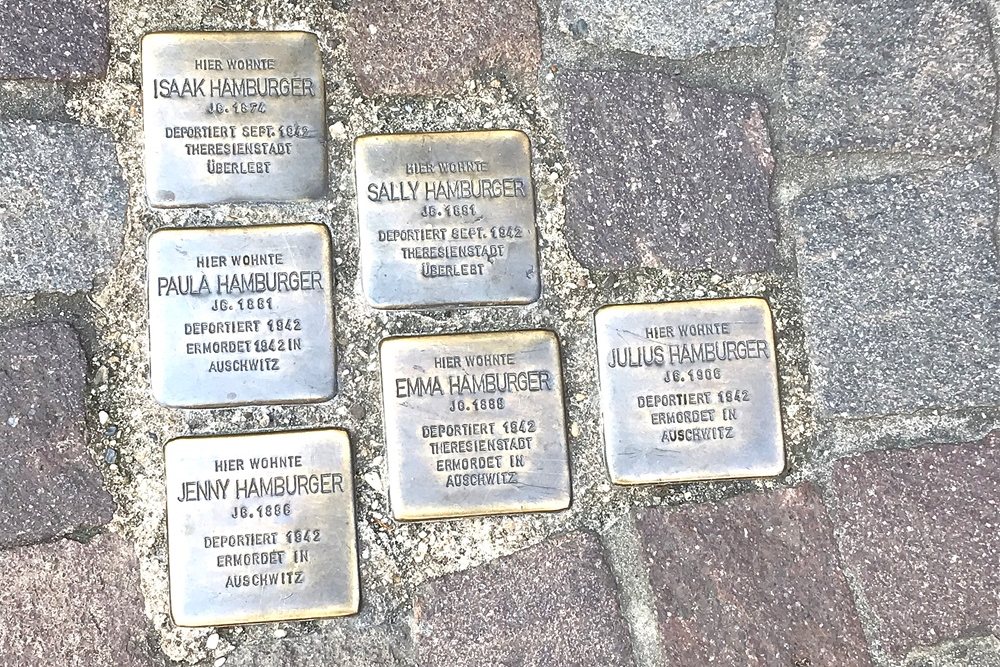 HIER WOHNTE
ISAAK HAMBURGER
JG. 1874
DEPORTIERT SEPT. 1942
THERESIENSTADT
ÜBERLEBT
HIER WOHNTE
SALLY HAMBURGER
JG. 1881
DEPORTIERT SEPT. 1942
THERESIENSTADT
ÜBERLEBT
HIER WOHNTE
PAULA HAMBURGER
JG. 1881
DEPORTIERT 1942
ERMORDET 1942 IN
AUSCHWITZ
HIER WOHNTE
EMMA HAMBURGER
JG. 1888
DEPORTIERT 1942
THERESIENSTADT
ERMORDET IN
AUSCHWITZ
HIER WOHNTE
JULIUS HAMBURGER
JG. 1906
DEPORTIERT 1942
ERMORDET IN
AUSCHWITZ
HIER WOHNTE
JENNY HAMBURGER
JG. 1886
DEPORTIERT 1942
ERMORDET IN
AUSCHWITZ